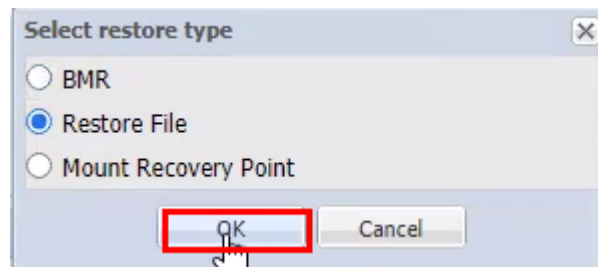 Select restore type
BMR
Restore File
Mount Recovery Point
OK Cancel